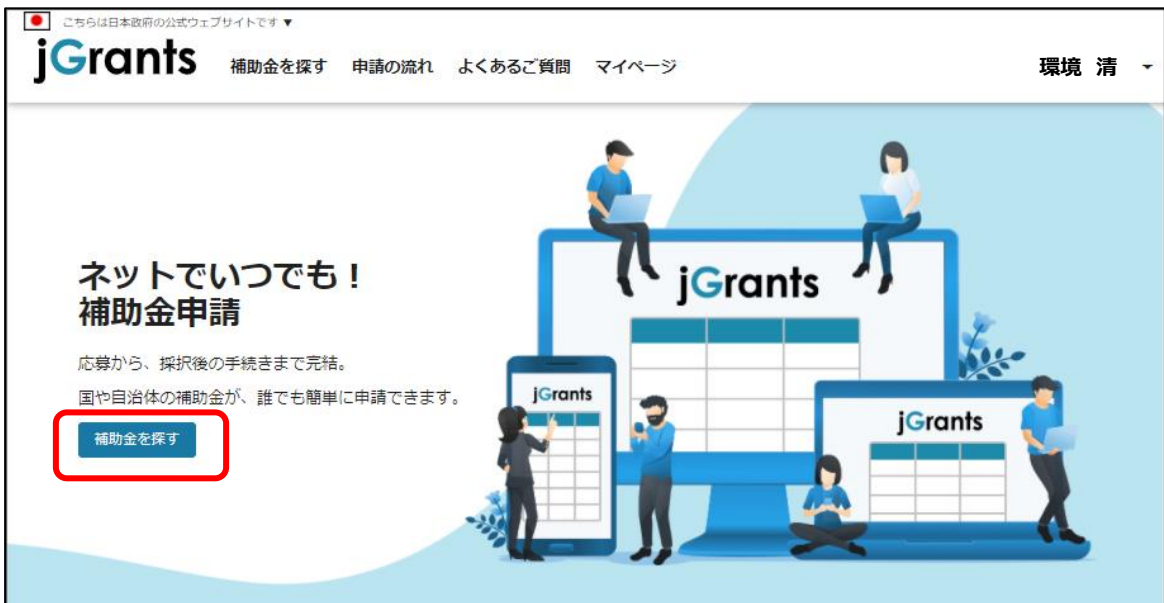 こちらは日本政府の公式ウェブサイトです ▼
jGrants 補助金を探す 申請の流れ よくあるご質問 マイページ 環境 清
jGrants
ネットでいつでも！
補助金申請
応募から、採択後の手続きまで完結。
国や自治体の補助金が、誰でも簡単に申請できます。
補助金を探す
jGrants
jGrants